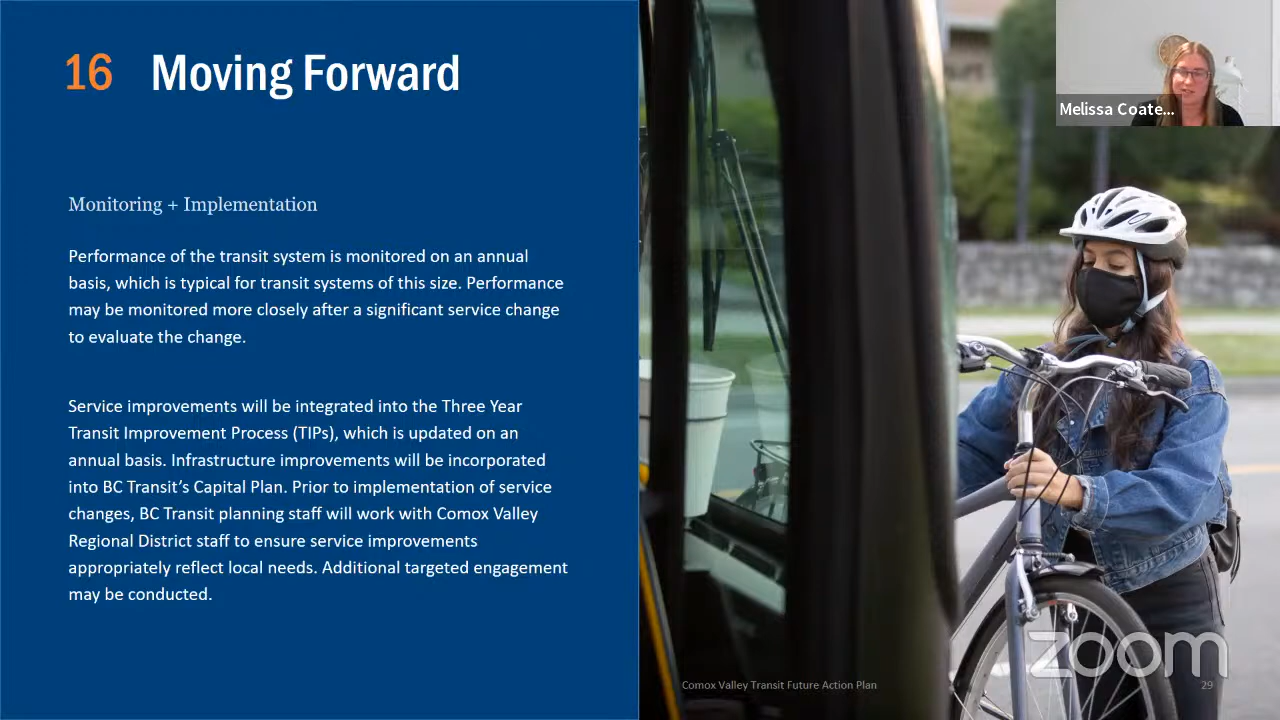 16 Moving Forward
Monitoring + Implementation
Performance of the transit system is monitored on an annual
basis, which is typical for transit systems of this size. Performance
may be monitored more closely after a significant service change
to evaluate the change.
Service improvements will be integrated into the Three Year
Transit Improvement Process (TIPs), which is updated on an
annual basis. Infrastructure improvements will be incorporated
into BC Transit's Capital Plan. Prior to implementation of service
changes, BC Transit planning staff will work with Comox Valley
Regional District staff to ensure service improvements
appropriately reflect local needs. Additional targeted engagement
may be conducted.
Melissa Coate...
zoom
Comox Valley Transit Future Action Plan
29